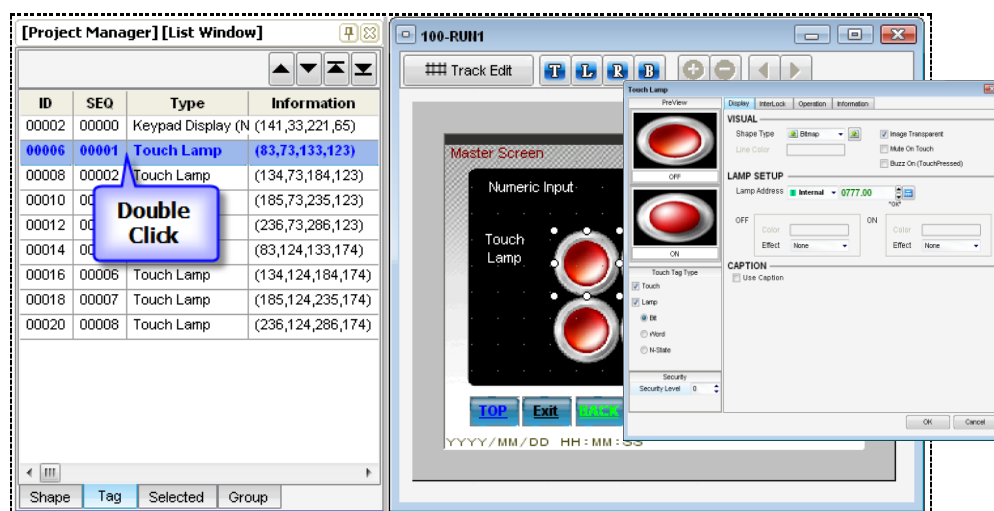 [Project Manager] [List Window]
ID SEQ Type Information
00002 00000 Keypad Display (N (141,33,221,65)
00006 00001 Touch Lamp (83,73,133,123)
00008 00002 Touch Lamp (134,73,184,123)
00010 Touch Lamp (185,73,235,123)
00012 (236,73,286,123)
00014 (83,124,133,174)
00016 00006 Touch Lamp (134,124,184,174)
00018 00007 Touch Lamp (185,124,235,174)
00020 00008 Touch Lamp (236,124,286,174)
Double
Click
Shape Tag Selected Group
100-RUN1
Track Edit T L R B
Master Screen
Numeric Input
Touch
Lamp
TOP Exit BACK
YYYY/MM/DD HH:MM:SS
Touch Lamp
PreView
OFF
ON
Touch Tag Type
Touch
Lamp
Bit
Word
N-State
Security
Security Level 0
Display InterLock Operation Information
VISUAL
Shape Type Bitmap Image Transparent
Line Color Mute On Touch
Buzz On (TouchPressed)
LAMP SETUP
Lamp Address Internal 0777.00
"OK"
OFF ON
Color Color
Effect None Effect None
CAPTION
Use Caption
OK Cancel